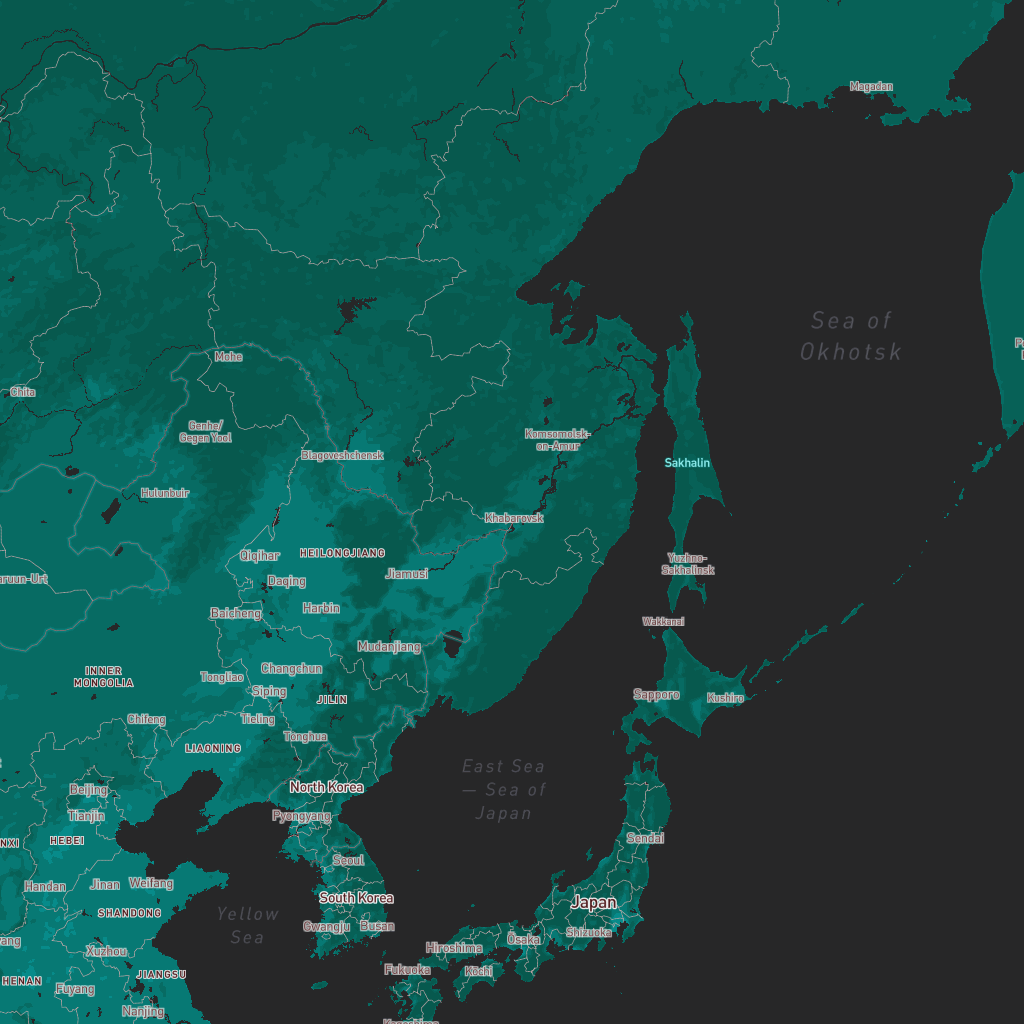 Magadan
Sea of
Okhotsk
Mohe
Chita
Genhe/
Gegen Gool
Komsomolsk-
on-Amur
Blagoveshchensk
Sakhalin
Hulunbuir
Khabarovsk
Qiqihar
HEILONGJIANG
Yuzhno-
Sakhalinsk
Jiamusi
aruun-Urt
Daqing
Harbin
Baicheng
Wakkanai
Mudanjiang
INNER
MONGOLIA
Changchun
Tongliao
Siping
JILIN
Sapporo
Kushiro
Chifeng
Tieling
Tonghua
LIAONING
East Sea
— Sea of
Japan
North Korea
Beijing
Tianjin
Pyongyang
HEBEI
NXI
Sendai
Seoul
Handan
Jinan
Weifang
South Korea
Japan
SHANDONG
Yellow
Sea
Gwangju
Busan
Shizuoka
Osaka
Hiroshima
Xuzhou
Fukuoka
Kōchi
JIANGSU
HENAN
Fuyang
Nanjing